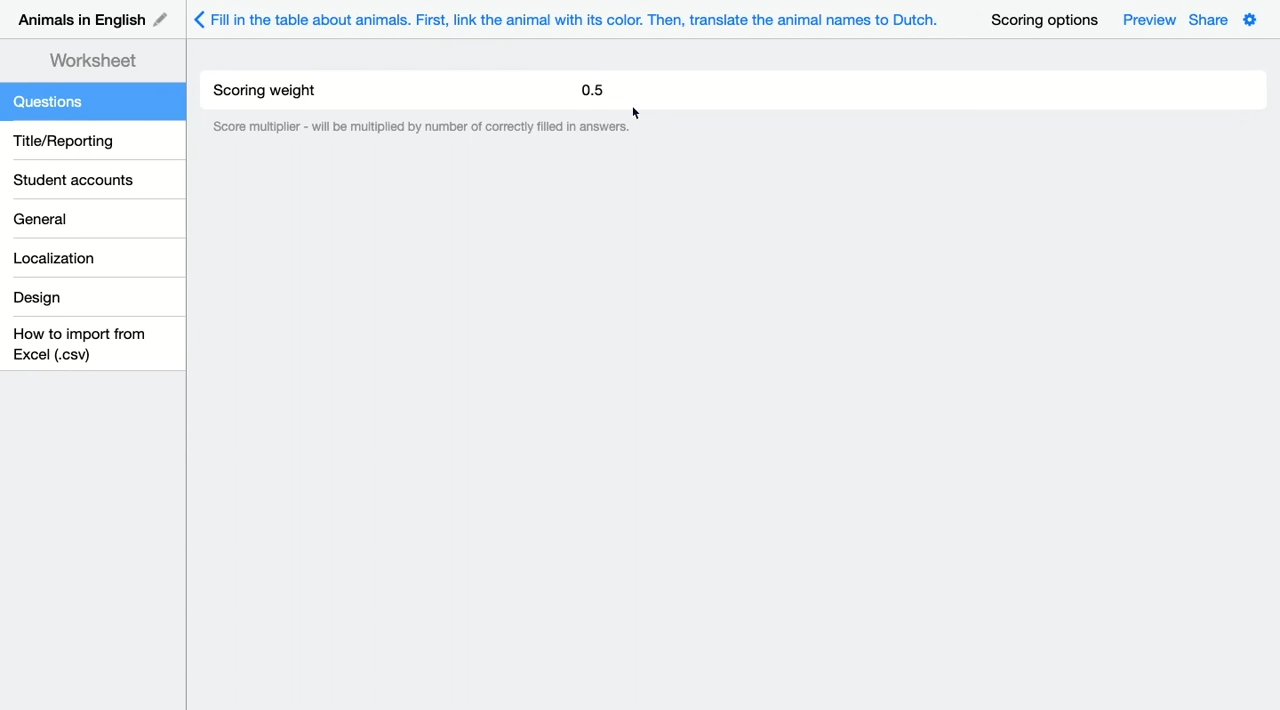 Animals in English
Fill in the table about animals. First, link the animal with its color. Then, translate the animal names to Dutch.
Scoring options
Preview
Share
Worksheet
Questions
Title/Reporting
Student accounts
General
Localization
Design
How to import from
Excel (.csv)
Scoring weight
0.5
Score multiplier - will be multiplied by number of correctly filled in answers.